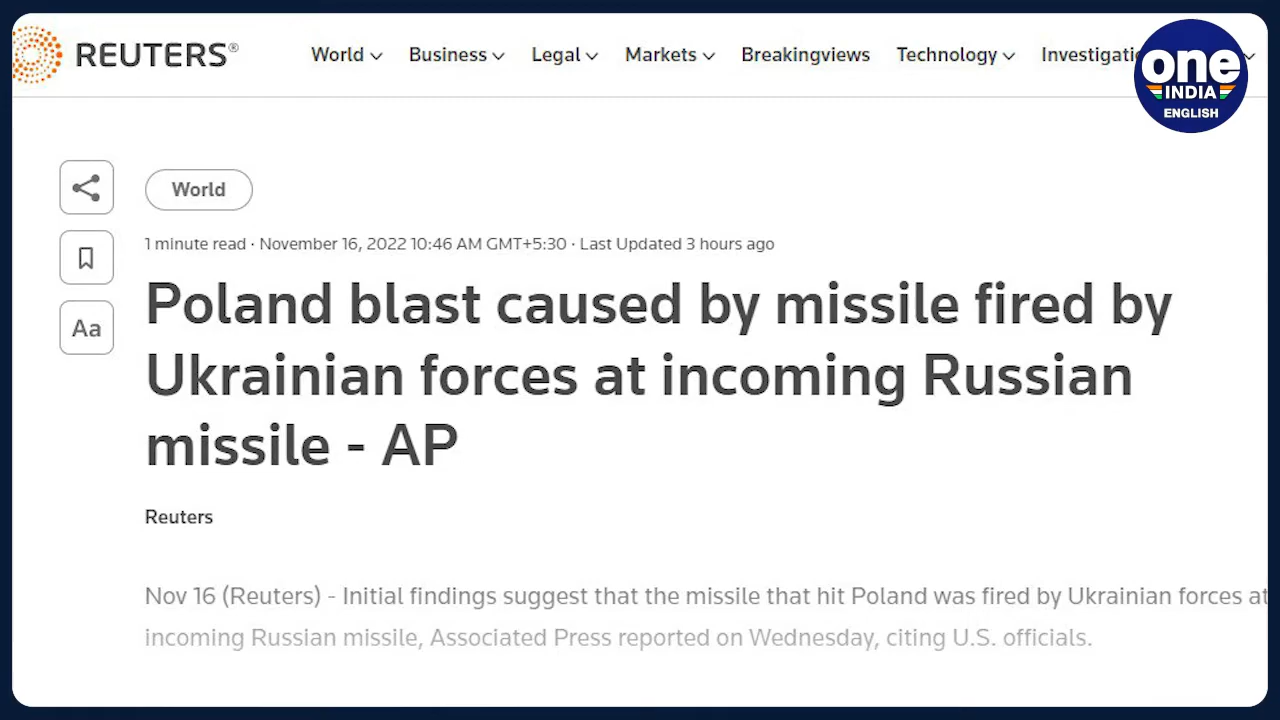 REUTERS®
World
Business
Legal
Markets
Breakingviews
Technology
one
INDIA
ENGLISH
World
1 minute read · November 16, 2022 10:46 AM GMT+5:30 · Last Updated 3 hours ago
Aa
Poland blast caused by missile fired by
Ukrainian forces at incoming Russian
missile - AP
Reuters
Nov 16 (Reuters) - Initial findings suggest that the missile that hit Poland was fired by Ukrainian forces at
incoming Russian missile, Associated Press reported on Wednesday, citing U.S. officials.